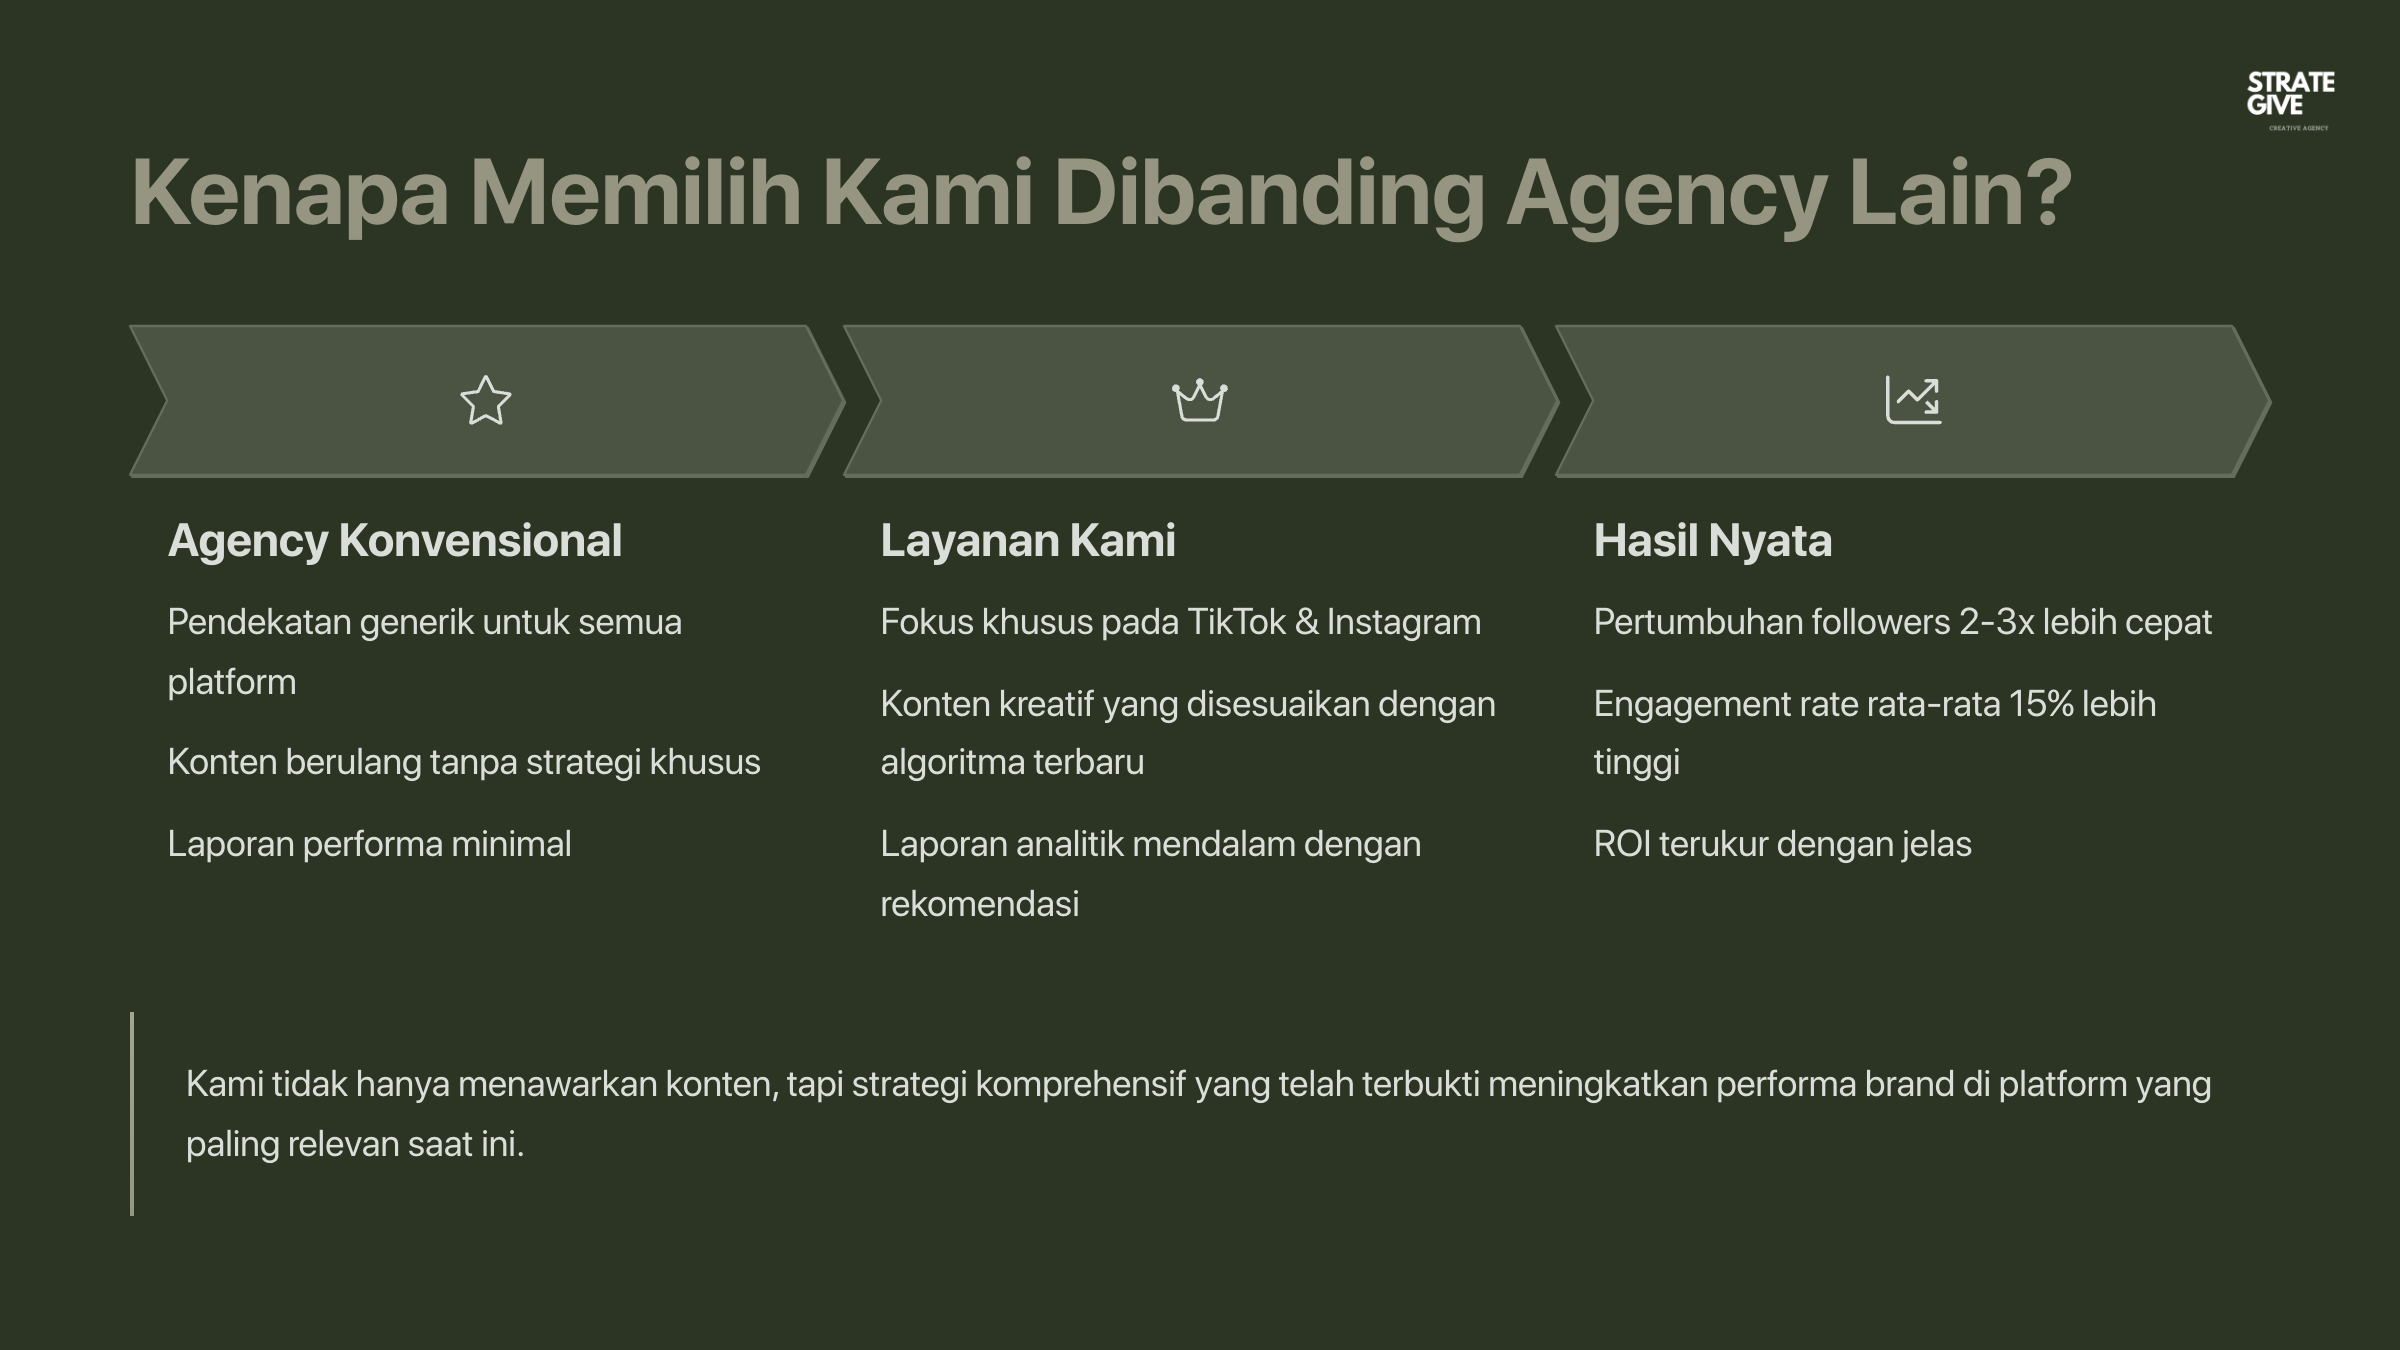 STRATE
GIVE
CREATIVE AGENCY
Kenapa Memilih Kami Dibanding Agency Lain?
Agency Konvensional
Pendekatan generik untuk semua
platform
Konten berulang tanpa strategi khusus
Laporan performa minimal
Layanan Kami
Fokus khusus pada TikTok & Instagram
Konten kreatif yang disesuaikan dengan
algoritma terbaru
Laporan analitik mendalam dengan
rekomendasi
Hasil Nyata
Pertumbuhan followers 2-3x lebih cepat
Engagement rate rata-rata 15% lebih
tinggi
ROI terukur dengan jelas
Kami tidak hanya menawarkan konten, tapi strategi komprehensif yang telah terbukti meningkatkan performa brand di platform yang
paling relevan saat ini.